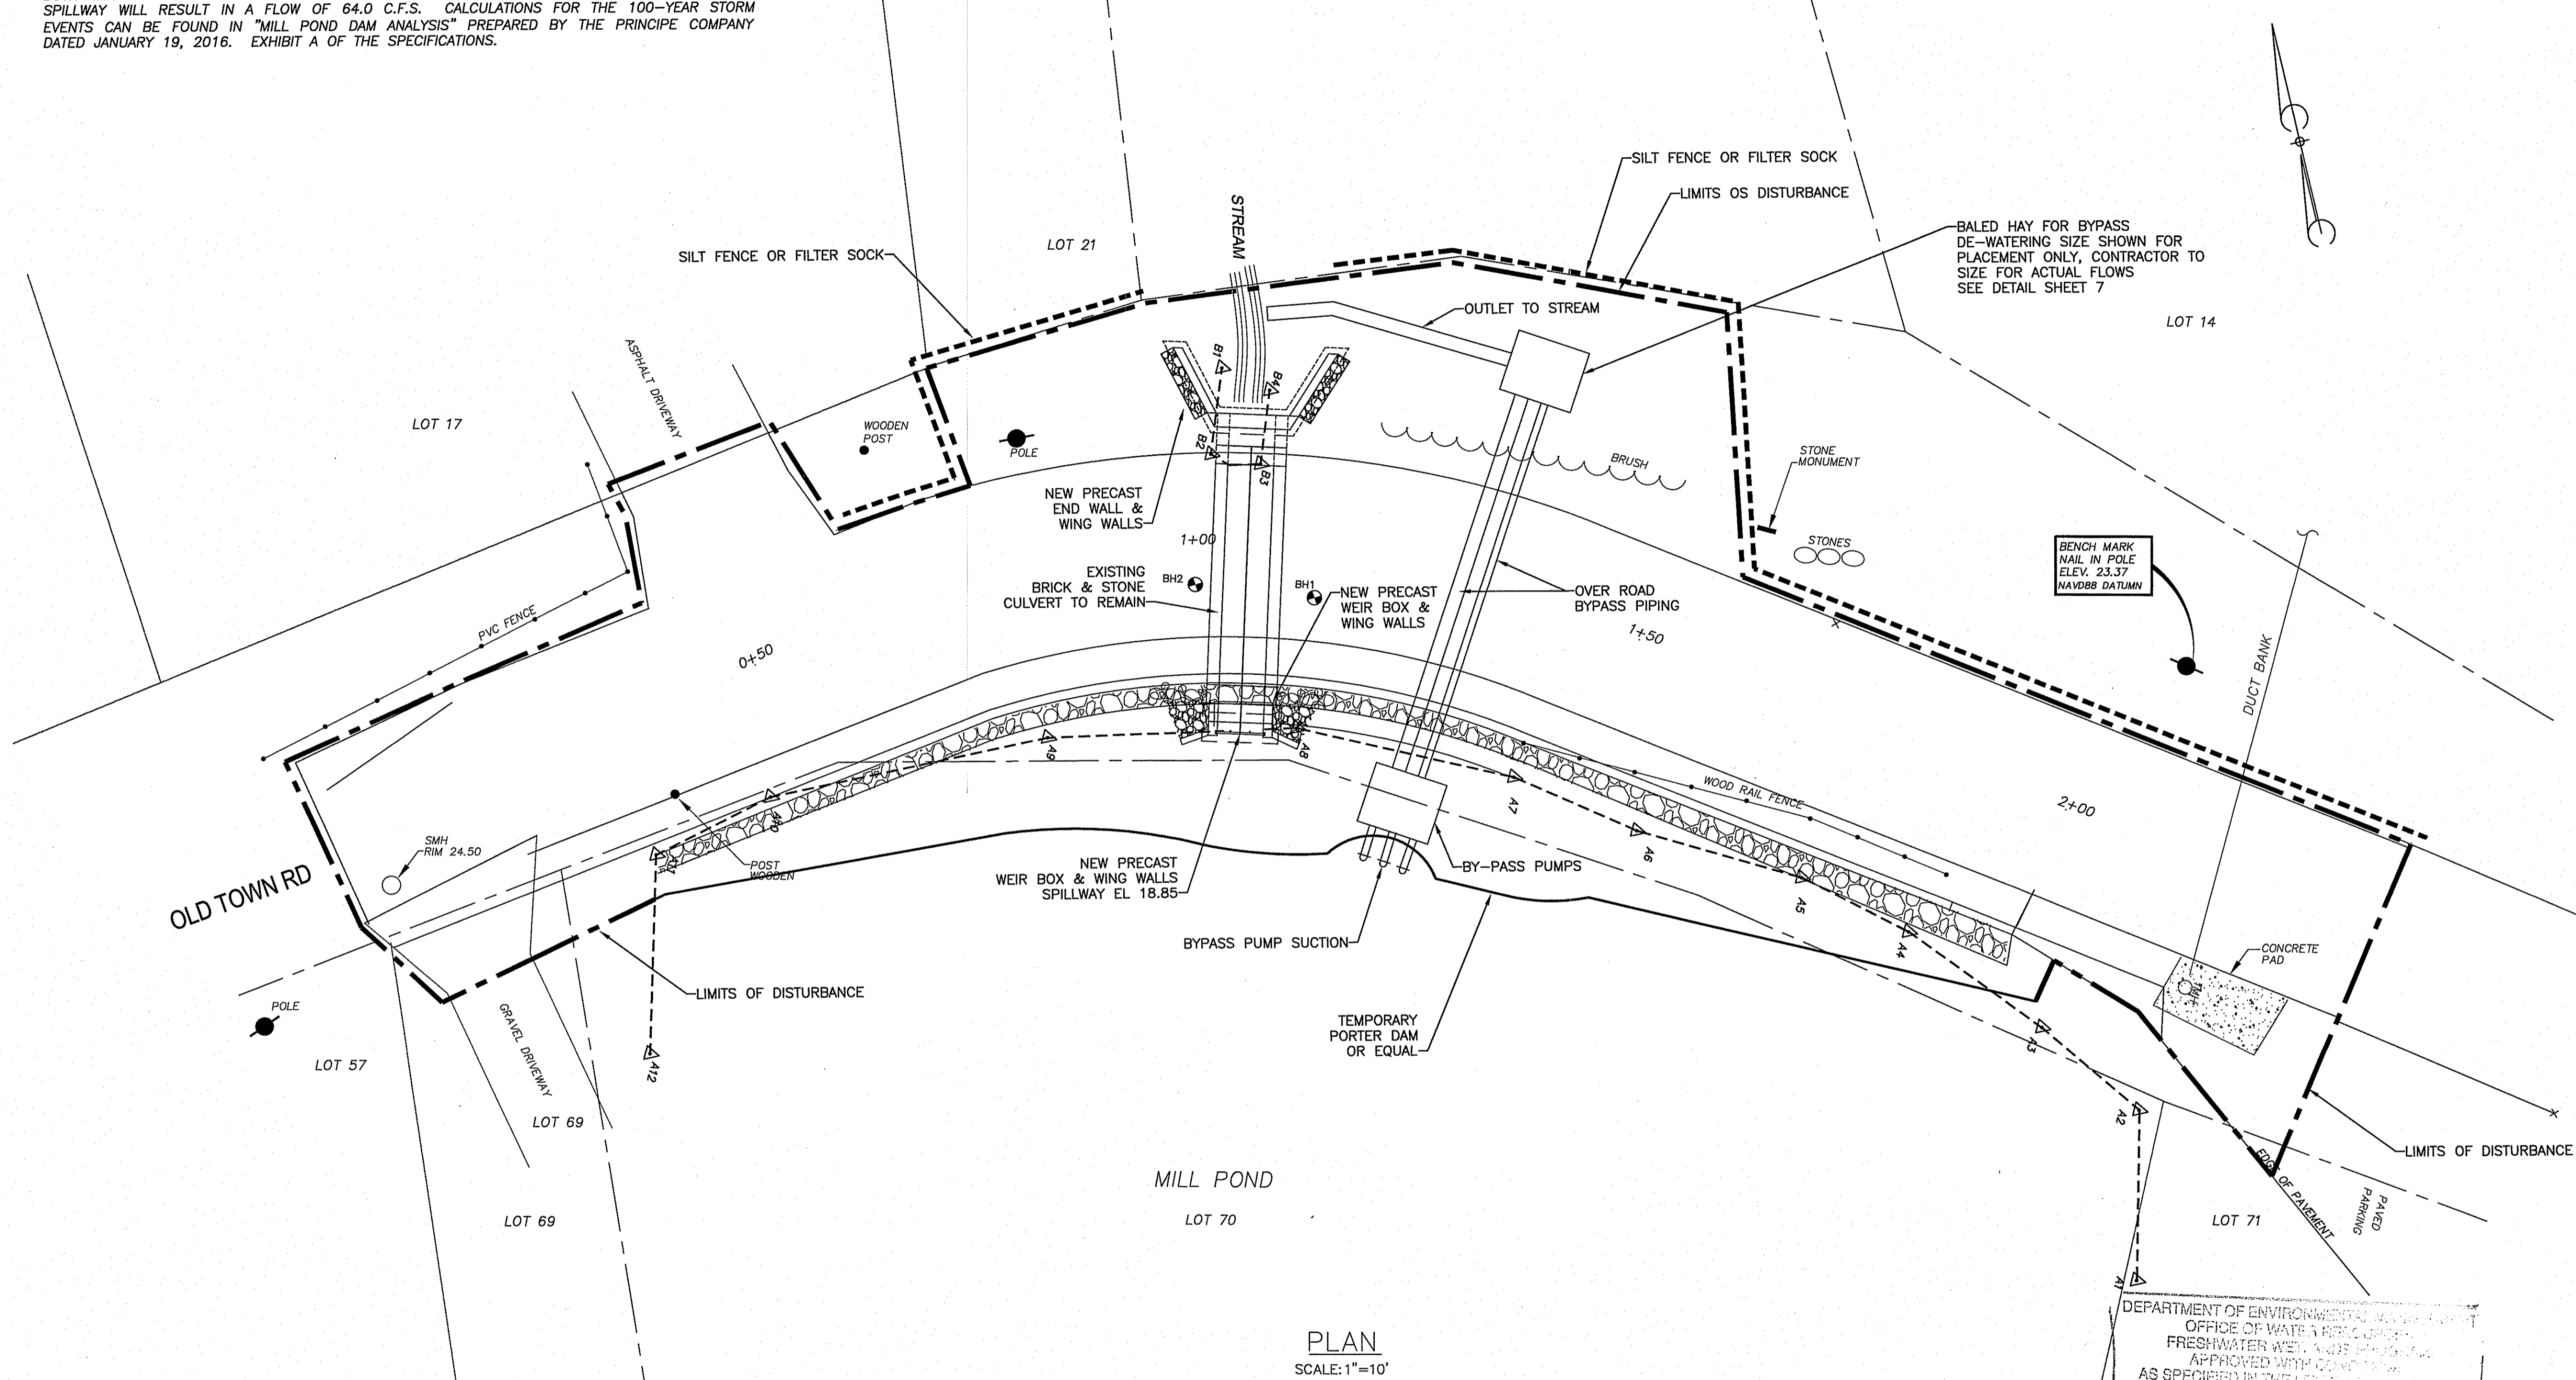 SPILLWAY WILL RESULT IN A FLOW OF 64.0 C.F.S. CALCULATIONS FOR THE 100-YEAR STORM
EVENTS CAN BE FOUND IN "MILL POND DAM ANALYSIS" PREPARED BY THE PRINCIPE COMPANY
DATED JANUARY 19, 2016. EXHIBIT A OF THE SPECIFICATIONS.
SILT FENCE OR FILTER SOCK
LIMITS OS DISTURBANCE
BALED HAY FOR BYPASS
DE-WATERING SIZE SHOWN FOR
PLACEMENT ONLY, CONTRACTOR TO
SIZE FOR ACTUAL FLOWS
SEE DETAIL SHEET 7
LOT 14
STREAM
LOT 21
SILT FENCE OR FILTER SOCK
OUTLET TO STREAM
LOT 17
ASPHALT DRIVEWAY
WOODEN
POST
POLE
B1
B4
B2
B3
BRUSH
STONE
MONUMENT
STONES
NEW PRECAST
END WALL &
WING WALLS
1+00
EXISTING
BRICK & STONE
CULVERT TO REMAIN
BH2
BH1
NEW PRECAST
WEIR BOX &
WING WALLS
OVER ROAD
BYPASS PIPING
1+50
BENCH MARK
NAIL IN POLE
ELEV. 23.37
NAVD88 DATUMN
DUCT BANK
PVC FENCE
0+50
A9
A8
A7
WOOD RAIL FENCE
2+00
A10
SMH
RIM 24.50
POST
WOODEN
OLD TOWN RD
NEW PRECAST
WEIR BOX & WING WALLS
SPILLWAY EL 18.85
BY-PASS PUMPS
A6
A5
A4
BYPASS PUMP SUCTION
CONCRETE
PAD
TMH
LIMITS OF DISTURBANCE
POLE
GRAVEL DRIVEWAY
TEMPORARY
PORTER DAM
OR EQUAL
A3
LOT 57
A12
LOT 69
A2
LIMITS OF DISTURBANCE
EDGE OF PAVEMENT
PAVED
PARKING
MILL POND
LOT 69
LOT 70
LOT 71
A1
PLAN
SCALE: 1"=10'
DEPARTMENT OF ENVIRONMENTAL
OFFICE OF WATER
FRESHWATER
APPROVED WITH
AS SPECIFIED IN THE